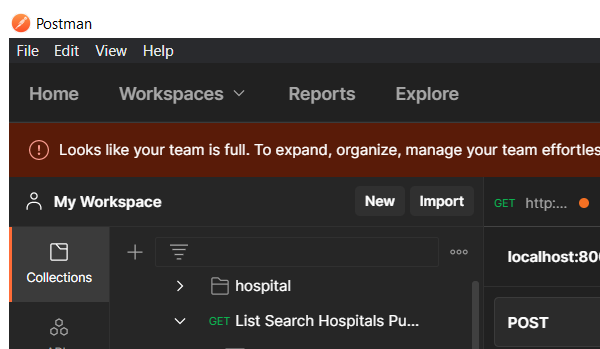 Postman
File Edit View Help
Home Workspaces Reports Explore
Looks like your team is full. To expand, organize, manage your team effortles
My Workspace New Import GET http:...
Collections
localhost:80
hospital
GET List Search Hospitals Pu...
POST